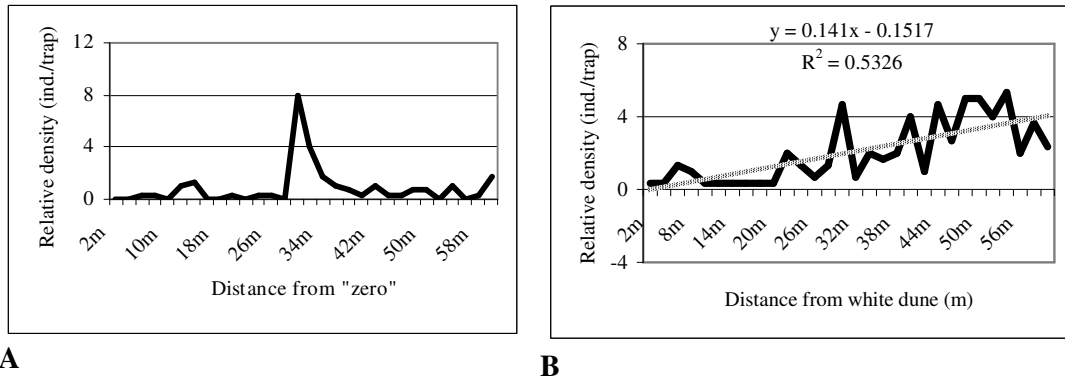 Relative density (ind./trap)
12
8
4
0
2m 10m 18m 26m 34m 42m 50m 58m
Distance from "zero"
A
y = 0.141x - 0.1517
R² = 0.5326
Relative density (ind./trap)
8
4
0
-4
2m 8m 14m 20m 26m 32m 38m 44m 50m 56m
Distance from white dune (m)
B